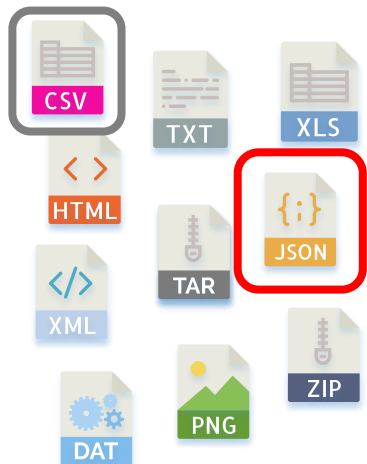 CSV
TXT
XLS
HTML
{;}
JSON
TAR
</>
XML
ZIP
PNG
DAT